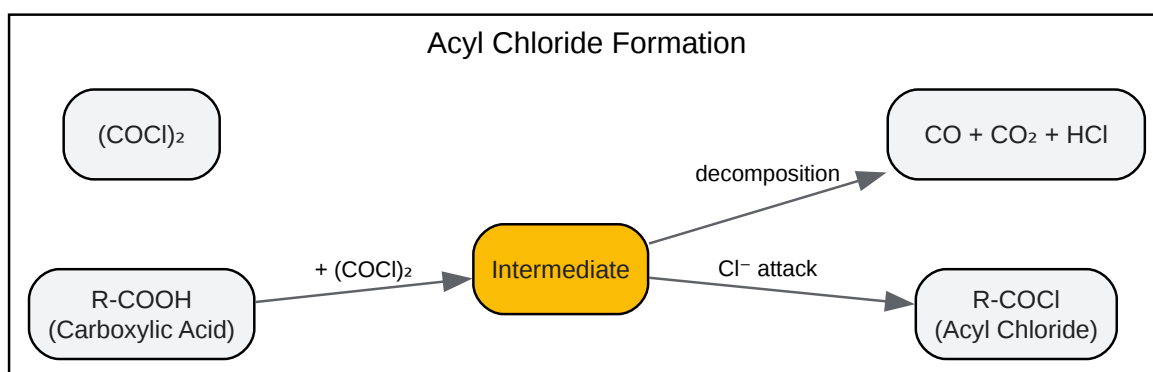 Acyl Chloride Formation
(COCl)₂
CO + CO₂ + HCl
decomposition
+ (COCl)₂
Intermediate
Cl⁻ attack
R-COOH
(Carboxylic Acid)
R-COCl
(Acyl Chloride)